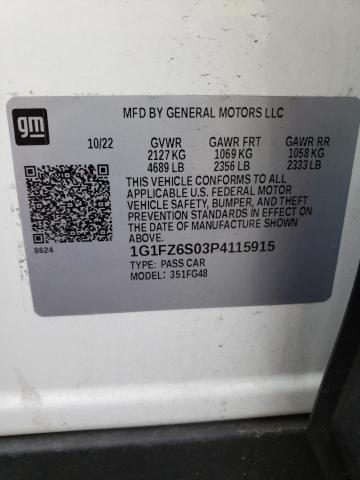 gm
MFD BY GENERAL MOTORS LLC
10/22 GVWR GAWR FRT GAWR RR
2127 KG 1069 KG 1058 KG
4689 LB 2356 LB 2333 LB
THIS VEHICLE CONFORMS TO ALL
APPLICABLE U.S. FEDERAL MOTOR
VEHICLE SAFETY, BUMPER, AND THEFT
PREVENTION STANDARDS IN EFFECT ON
THE DATE OF MANUFACTURE SHOWN
ABOVE.
9624 1G1FZ6S03P4115915
TYPE: PASS CAR
MODEL: 351FG48